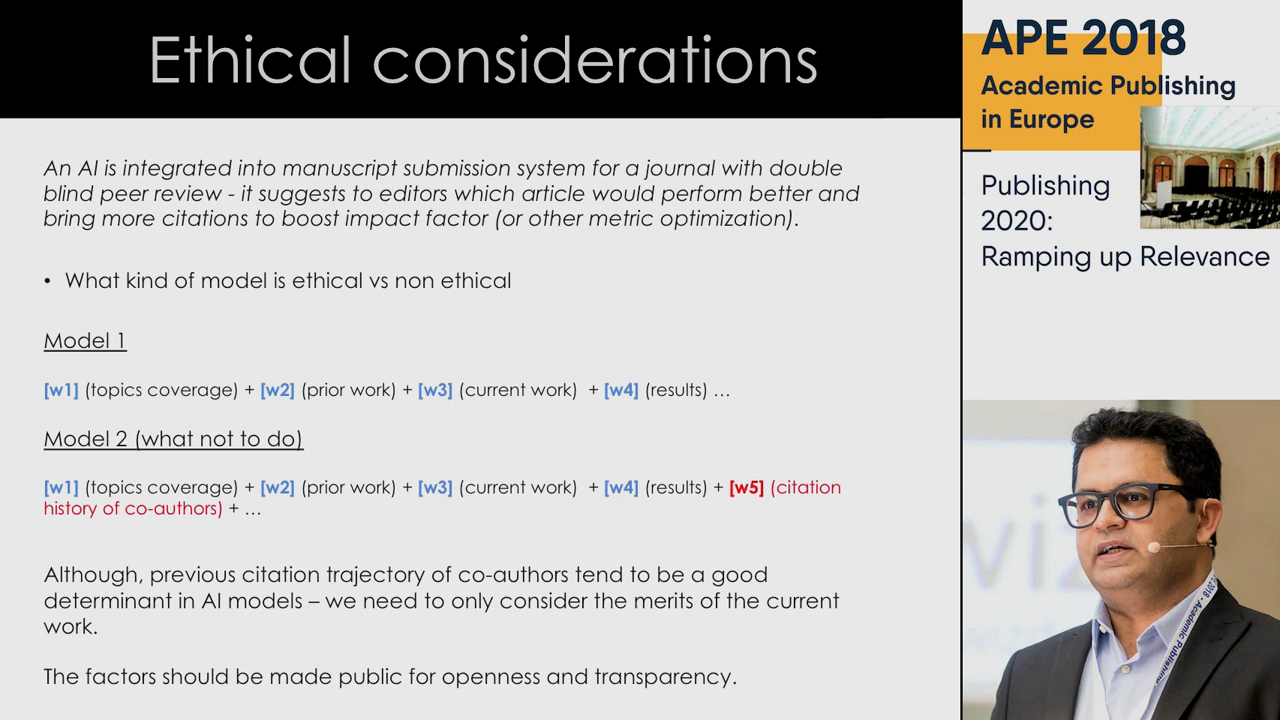 Ethical considerations
An AI is integrated into manuscript submission system for a journal with double
blind peer review - it suggests to editors which article would perform better and
bring more citations to boost impact factor (or other metric optimization).
• What kind of model is ethical vs non ethical
Model 1
[w1] (topics coverage) + [w2] (prior work) + [w3] (current work) + [w4] (results) …
Model 2 (what not to do)
[w1] (topics coverage) + [w2] (prior work) + [w3] (current work) + [w4] (results) + [w5] (citation
history of co-authors) + …
Although, previous citation trajectory of co-authors tend to be a good
determinant in AI models – we need to only consider the merits of the current
work.
The factors should be made public for openness and transparency.
APE 2018
Academic Publishing
in Europe
Publishing
2020:
Ramping up Relevance
2018 - Academic Publishing